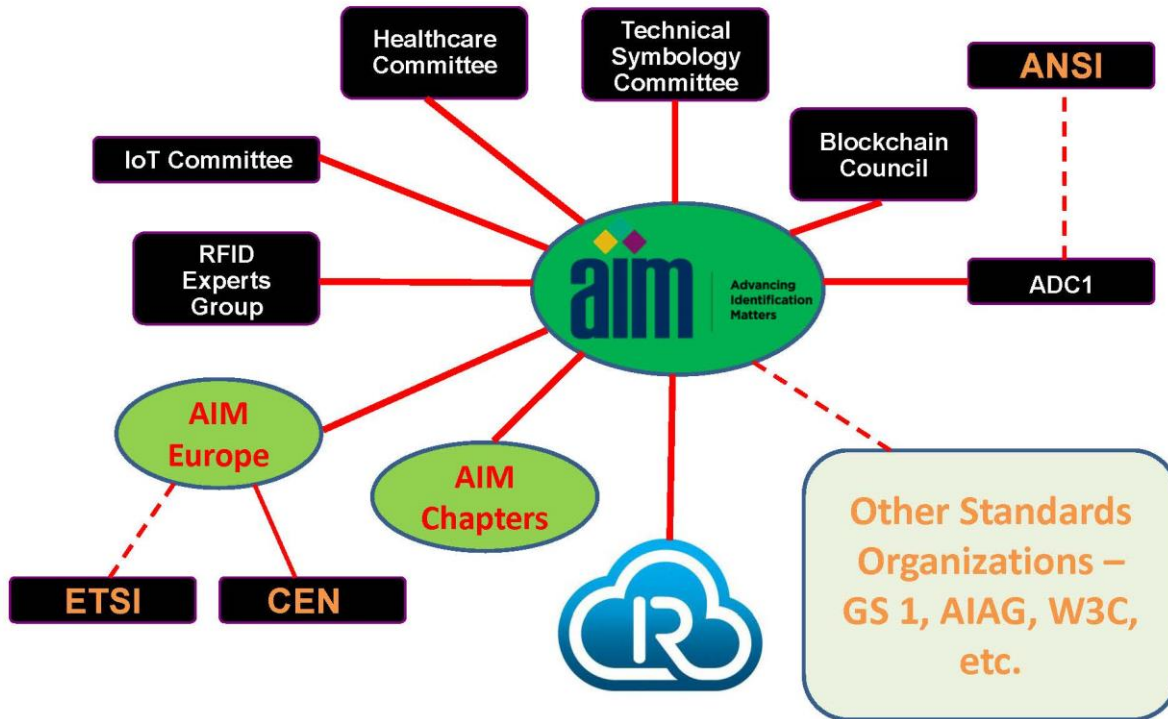 Healthcare
Committee
Technical
Symbology
Committee
ANSI
IoT Committee
Blockchain
Council
RFID
Experts
Group
aim
Advancing
Identification
Matters
ADC1
AIM
Europe
AIM
Chapters
Other Standards
Organizations –
GS 1, AIAG, W3C,
etc.
ETSI
CEN
R